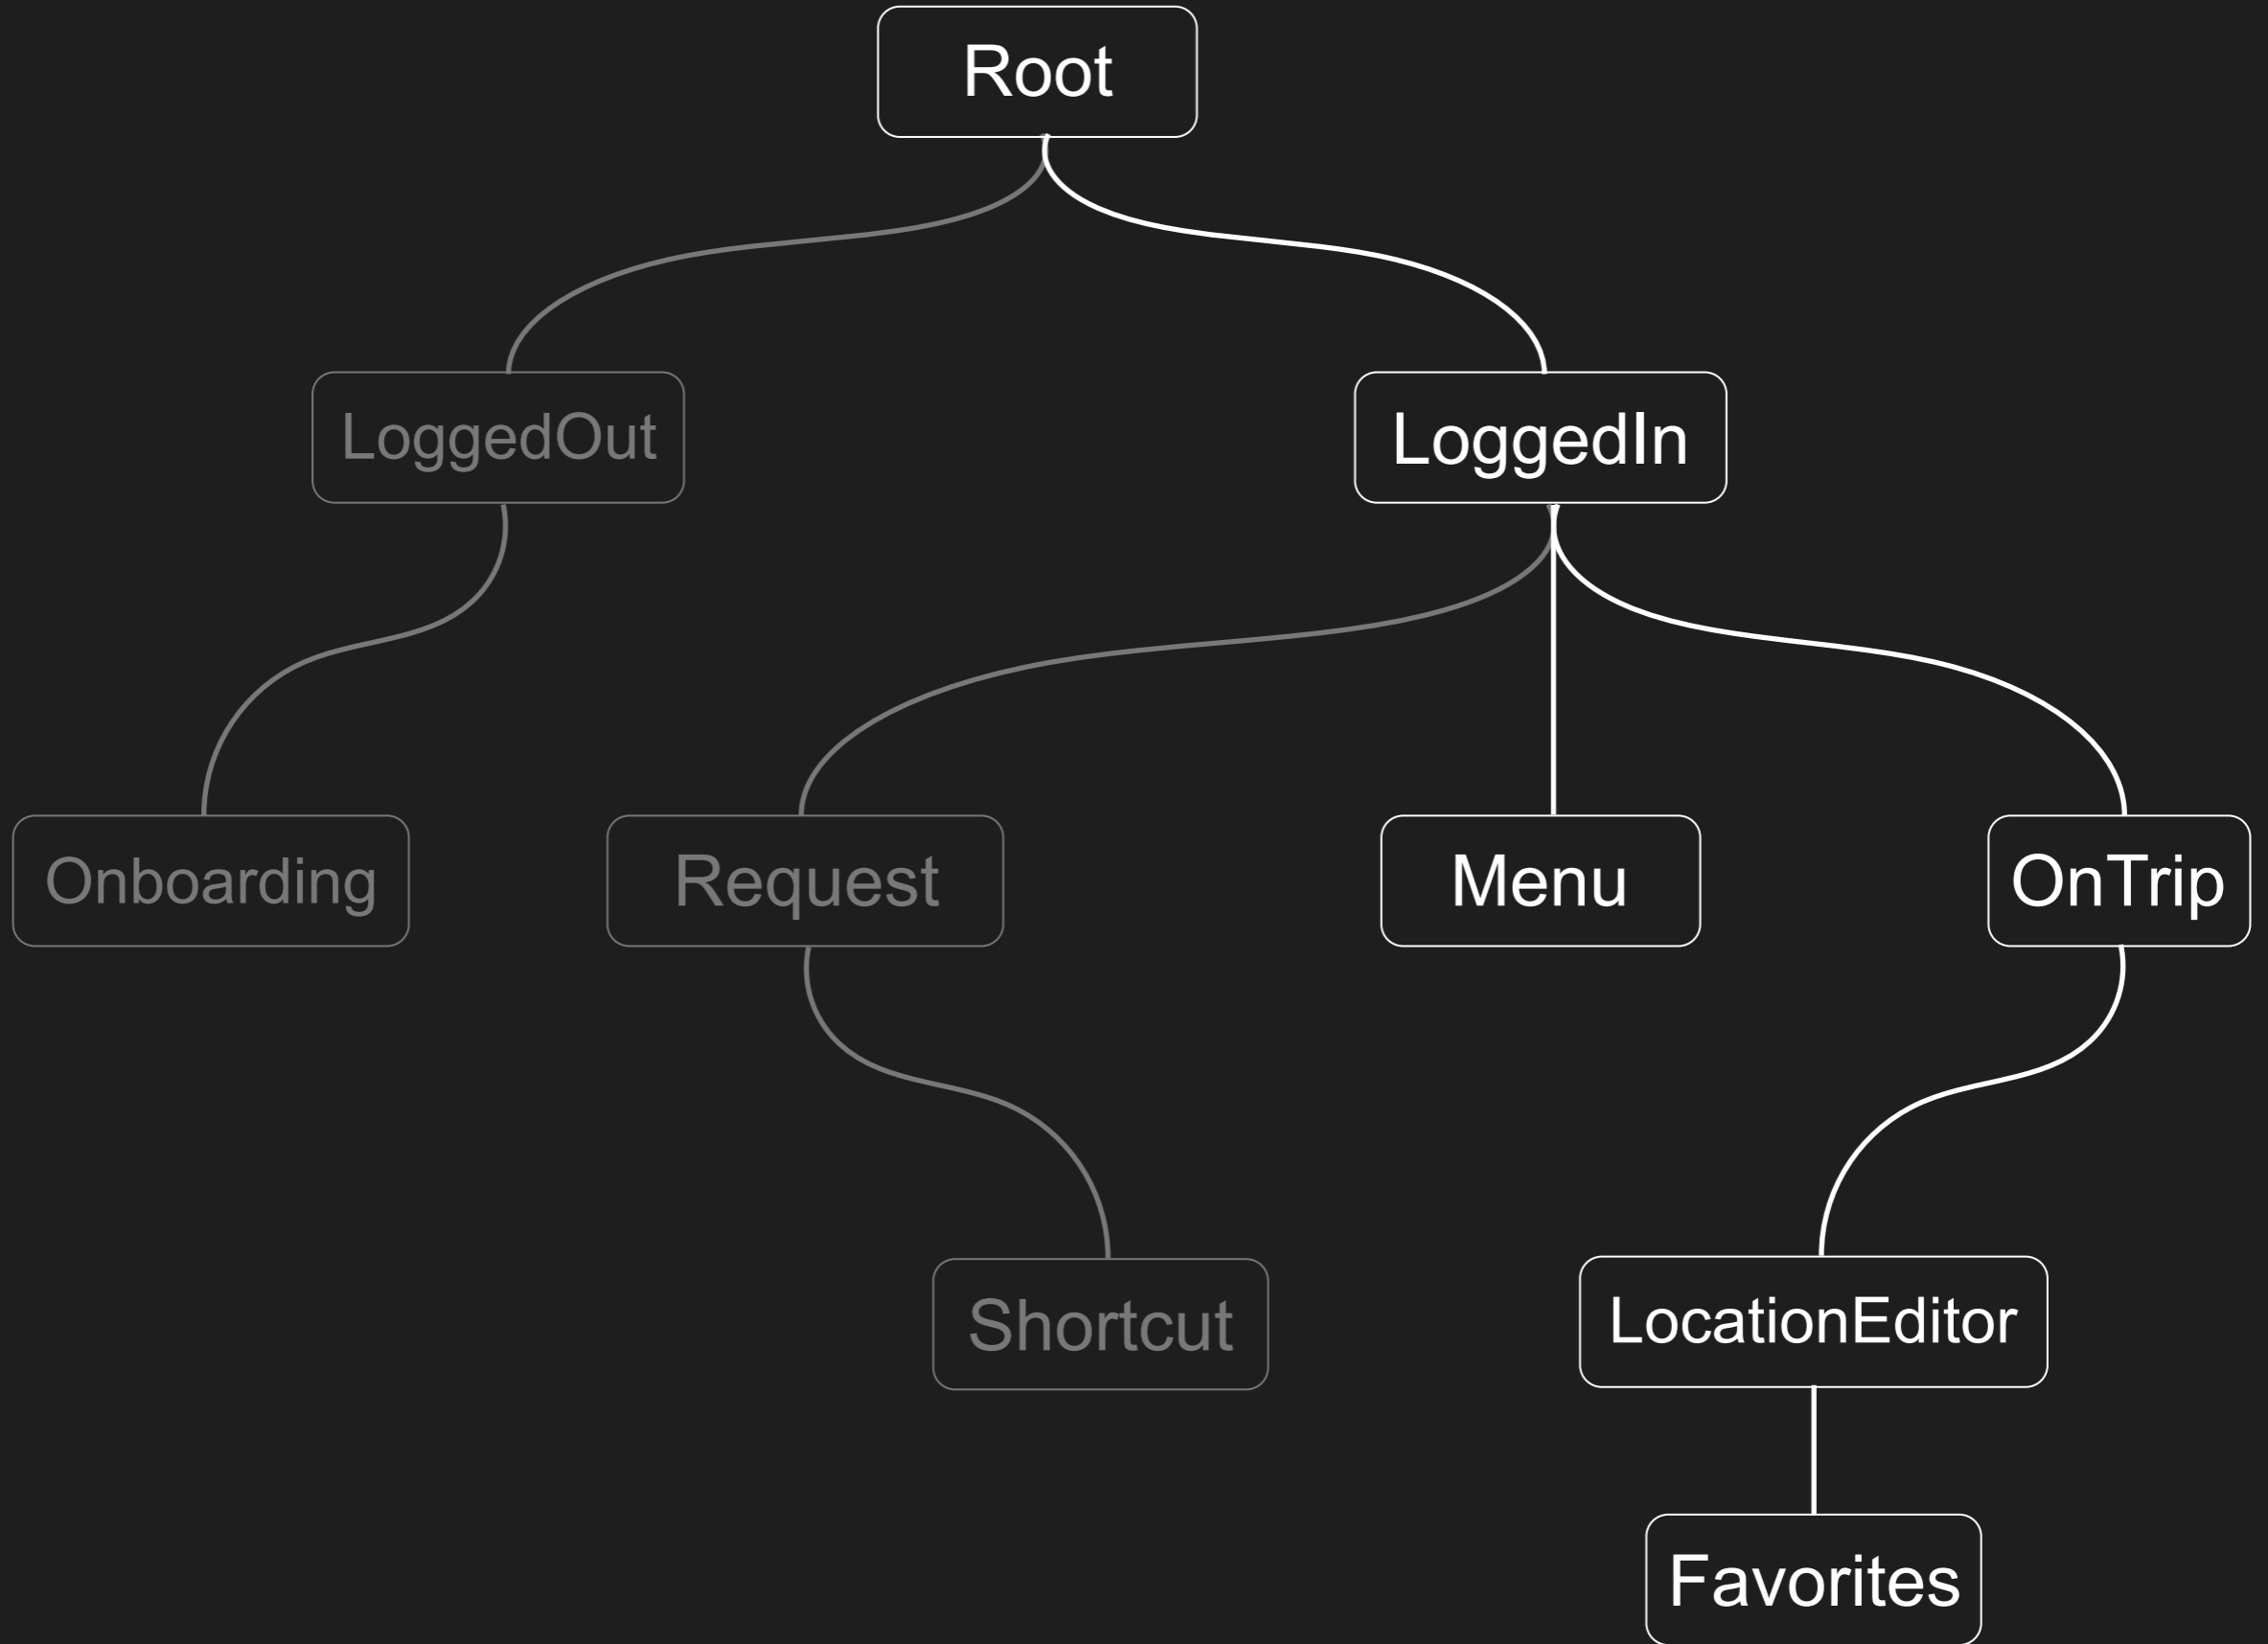 Root
LoggedOut
LoggedIn
Onboarding
Request
Menu
OnTrip
Shortcut
LocationEditor
Favorites